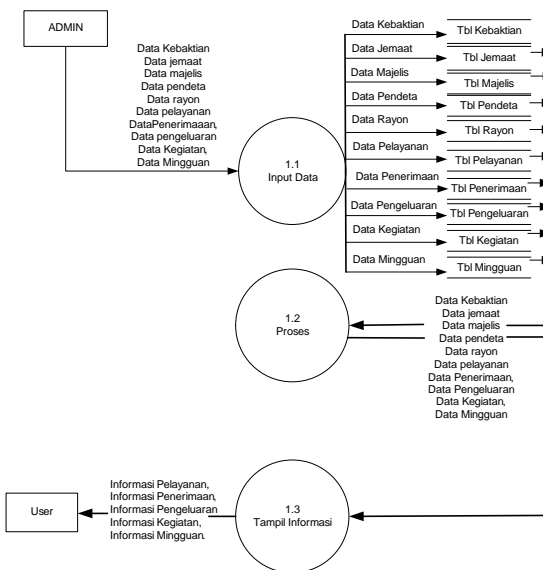 ADMIN
Data Kebaktian
Data jemaat
Data majelis
Data pendeta
Data rayon
Data pelayanan
DataPenerimaaan,
Data pengeluaran
Data Kegiatan,
Data Mingguan
1.1
Input Data
Data Kebaktian
Tbl Kebaktian
Data Jemaat
Tbl Jemaat
Data Majelis
Tbl Majelis
Data Pendeta
Tbl Pendeta
Data Rayon
Tbl Rayon
Data Pelayanan
Tbl Pelayanan
Data Penerimaan
Tbl Penerimaan
Data Pengeluaran
Tbl Pengeluaran
Data Kegiatan
Tbl Kegiatan
Data Mingguan
Tbl Mingguan
1.2
Proses
Data Kebaktian
Data jemaat
Data majelis
Data pendeta
Data rayon
Data pelayanan
Data Penerimaan,
Data Pengeluaran
Data Kegiatan,
Data Mingguan
User
Informasi Pelayanan,
Informasi Penerimaan,
Informasi Pengeluaran
Informasi Kegiatan,
Informasi Mingguan.
1.3
Tampil Informasi